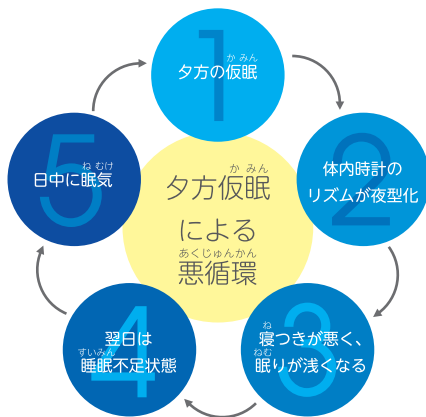 夕方仮眠
かみん
による
悪循環
あくじゅんかん
1
夕方の仮眠
かみん
2
体内時計の
リズムが夜型化
3
寝つきが悪く、
ね
眠りが浅くなる
ねむ
4
翌日は
睡眠不足状態
すいみん
5
日中に眠気
ねむけ